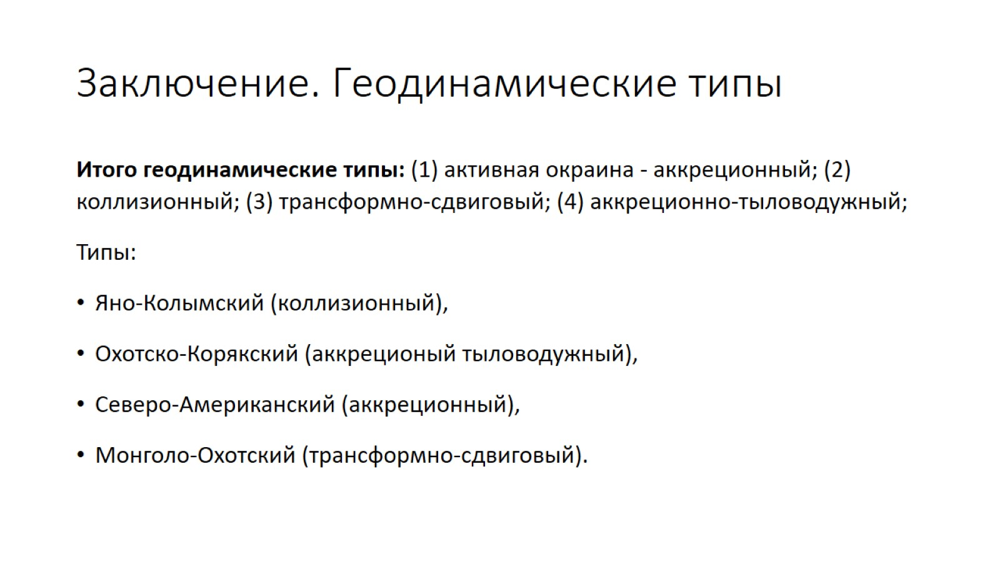 Заключение. Геодинамические типы
Итого геодинамические типы: (1) активная окраина - аккреционный; (2)
коллизионный; (3) трансформно-сдвиговый; (4) аккреционно-тыловодужный;
Типы:
• Яно-Колымский (коллизионный),
• Охотско-Корякский (аккреционый тыловодужный),
• Северо-Американский (аккреционный),
• Монголо-Охотский (трансформно-сдвиговый).